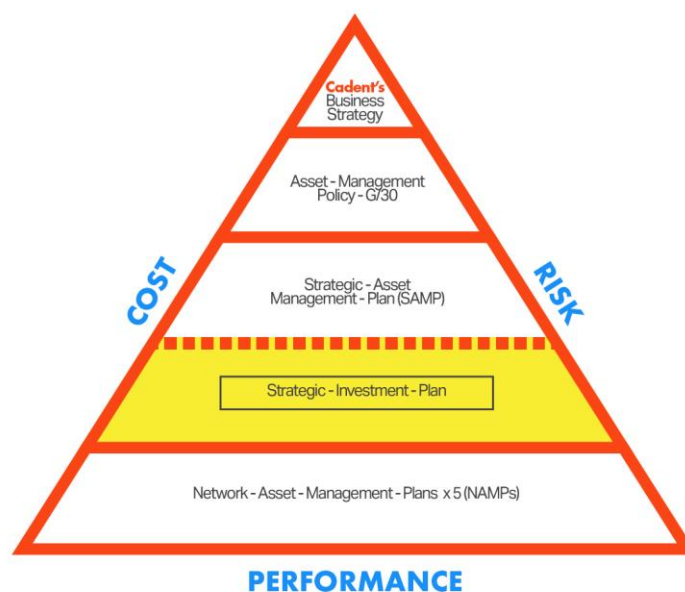 Cadent's
Business
Strategy
Asset - Management
Policy - G/30
COST
RISK
Strategic - Asset
Management - Plan (SAMP)
Strategic - Investment - Plan
Network - Asset - Management - Plans x 5 (NAMPs)
PERFORMANCE